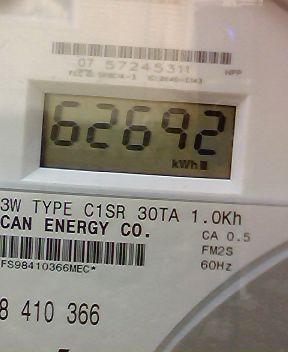 07 57245311
NPP
62692
kWh
3W TYPE C1SR 30TA 1.0Kh
CAN ENERGY CO. CA 0.5
FM2S
FS98410366MEC* 60Hz
8 410 366